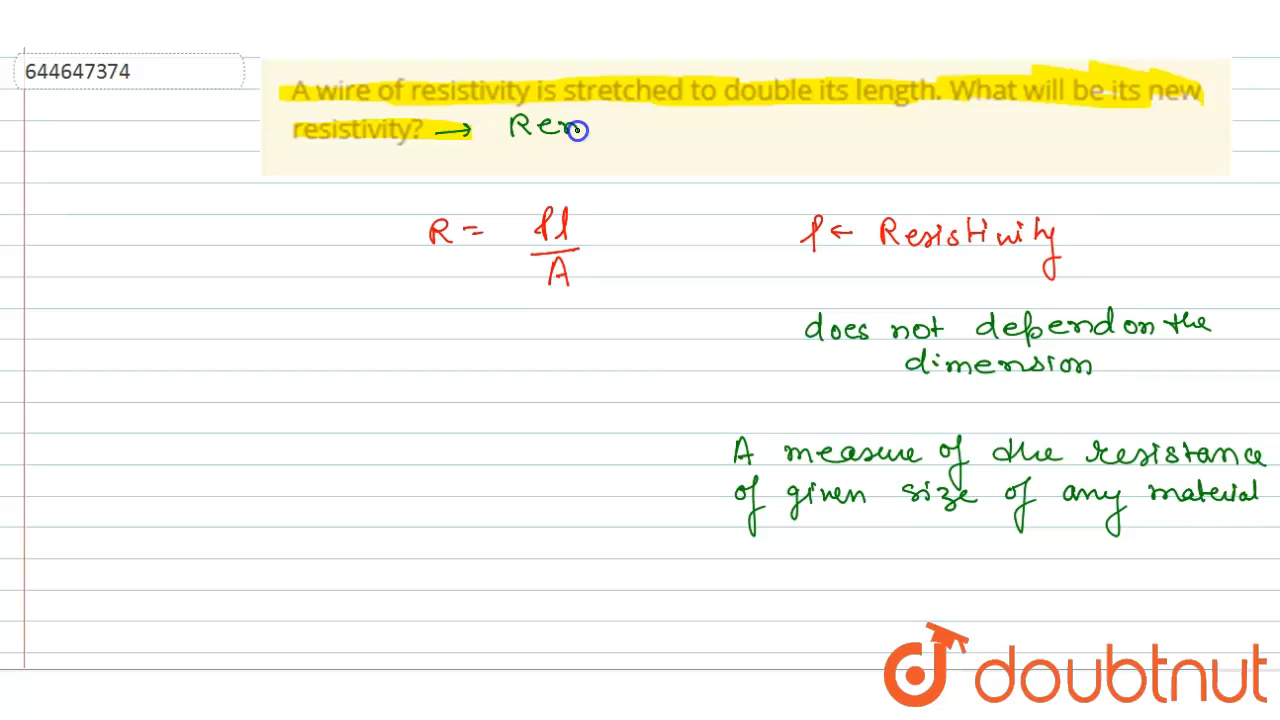 644647374
A wire of resistivity is stretched to double its length. What will be its new
resistivity? → Rem
R = ρl
A
ρ ← Resistivity
does not depend on the
dimension
A measure of the resistance
of given size of any material
doubtnut